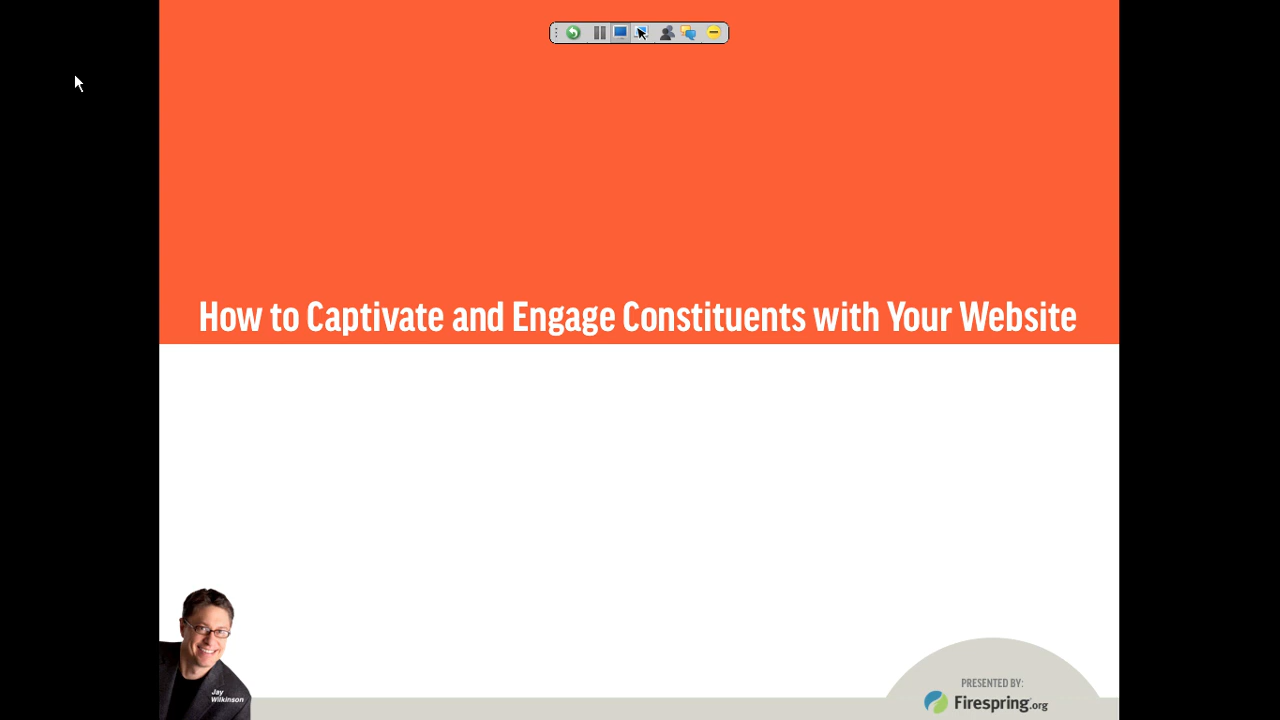 How to Captivate and Engage Constituents with Your Website
Jay
Wilkinson
PRESENTED BY:
Firespring.org